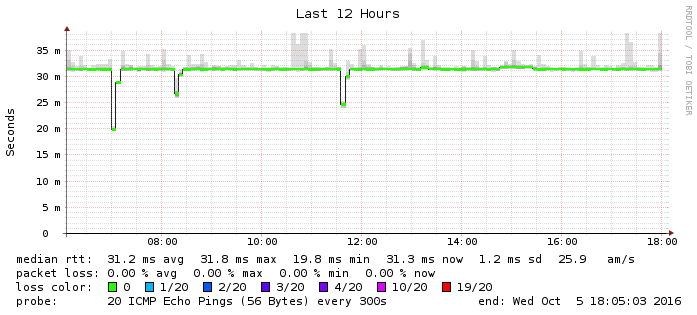 Last 12 Hours
RRDTOOL / TOBI OETIKER
Seconds
35 m
30 m
25 m
20 m
15 m
10 m
5 m
0
08:00 10:00 12:00 14:00 16:00 18:00
median rtt: 31.2 ms avg 31.8 ms max 19.8 ms min 31.3 ms now 1.2 ms sd 25.9 am/s
packet loss: 0.00 % avg 0.00 % max 0.00 % min 0.00 % now
loss color: 0 1/20 2/20 3/20 4/20 10/20 19/20
probe: 20 ICMP Echo Pings (56 Bytes) every 300s end: Wed Oct 5 18:05:03 2016